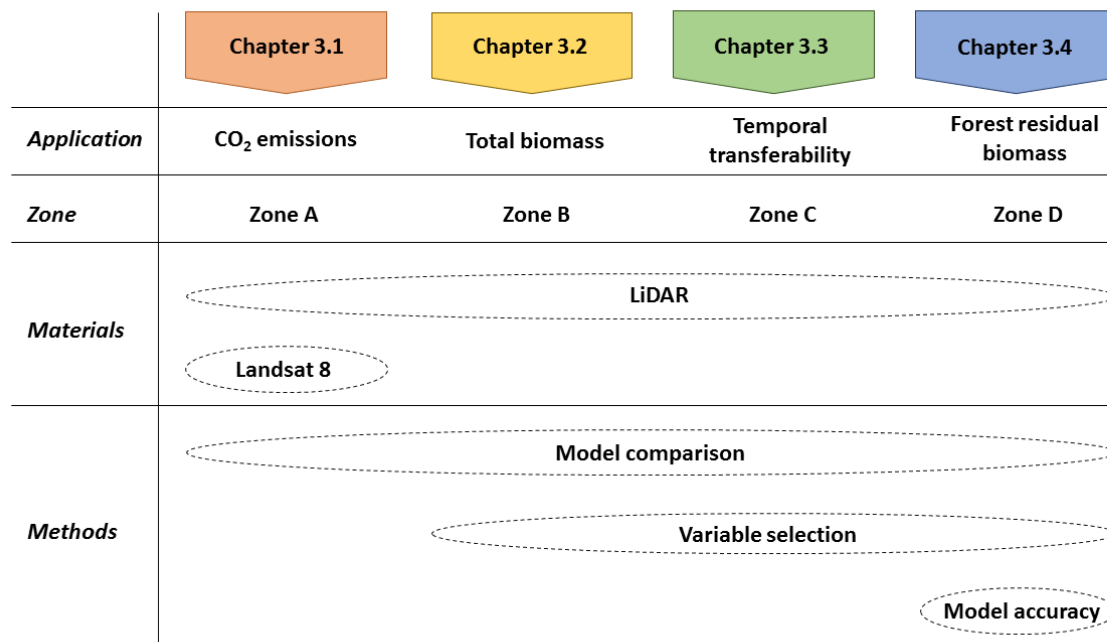 Chapter 3.1 Chapter 3.2 Chapter 3.3 Chapter 3.4
Application CO₂ emissions Total biomass Temporal transferability Forest residual biomass
Zone Zone A Zone B Zone C Zone D
Materials
LiDAR
Landsat 8
Methods
Model comparison
Variable selection
Model accuracy